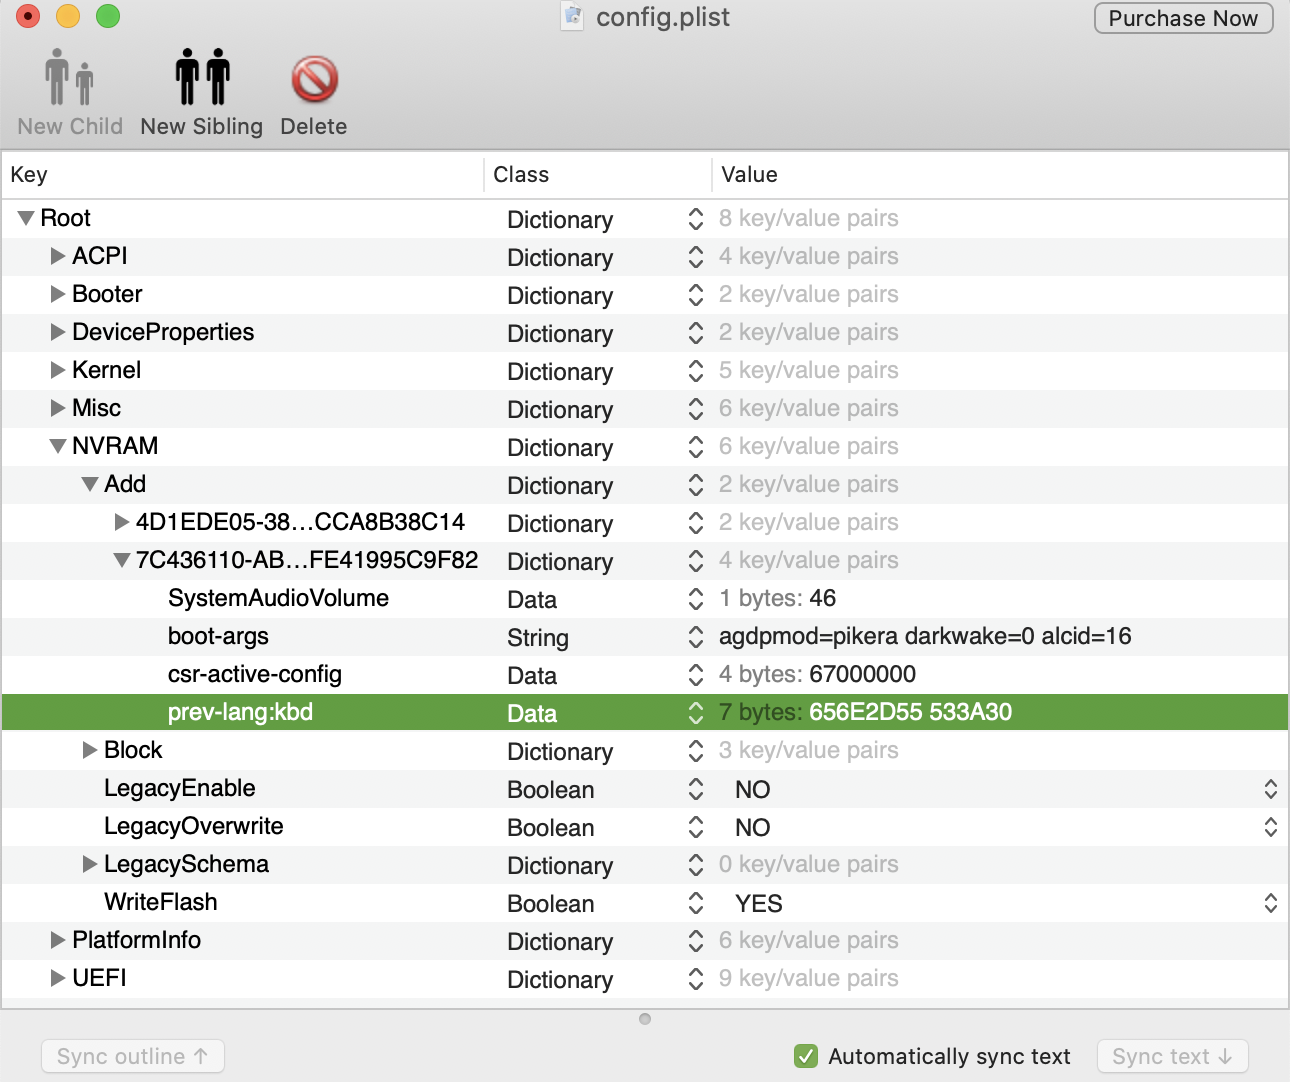 config.plist
Purchase Now
New Child New Sibling Delete
Key Class Value
Root Dictionary 8 key/value pairs
ACPI Dictionary 4 key/value pairs
Booter Dictionary 2 key/value pairs
DeviceProperties Dictionary 2 key/value pairs
Kernel Dictionary 5 key/value pairs
Misc Dictionary 6 key/value pairs
NVRAM Dictionary 6 key/value pairs
Add Dictionary 2 key/value pairs
4D1EDE05-38...CCA8B38C14 Dictionary 2 key/value pairs
7C436110-AB...FE41995C9F82 Dictionary 4 key/value pairs
SystemAudioVolume Data 1 bytes: 46
boot-args String agdpmod=pikera darkwake=0 alcid=16
csr-active-config Data 4 bytes: 67000000
prev-lang:kbd Data 7 bytes: 656E2D55 533A30
Block Dictionary 3 key/value pairs
LegacyEnable Boolean NO
LegacyOverwrite Boolean NO
LegacySchema Dictionary 0 key/value pairs
WriteFlash Boolean YES
PlatformInfo Dictionary 6 key/value pairs
UEFI Dictionary 9 key/value pairs
Sync outline ↑ Automatically sync text Sync text ↓